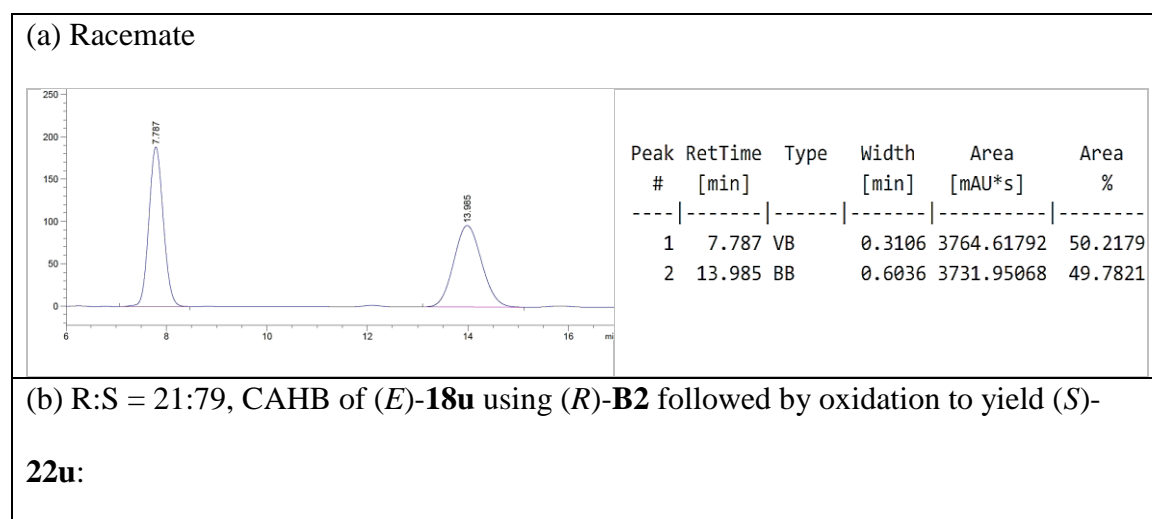 (a) Racemate
250
200
150
100
50
0
6
8
10
12
14
16
mi
7.787
13.985
Peak RetTime Type Width Area Area
# [min] [min] [mAU*s] %
----|-------|------|-------|----------|--------
1 7.787 VB 0.3106 3764.61792 50.2179
2 13.985 BB 0.6036 3731.95068 49.7821
(b) R:S = 21:79, CAHB of (E)-18u using (R)-B2 followed by oxidation to yield (S)-
22u: